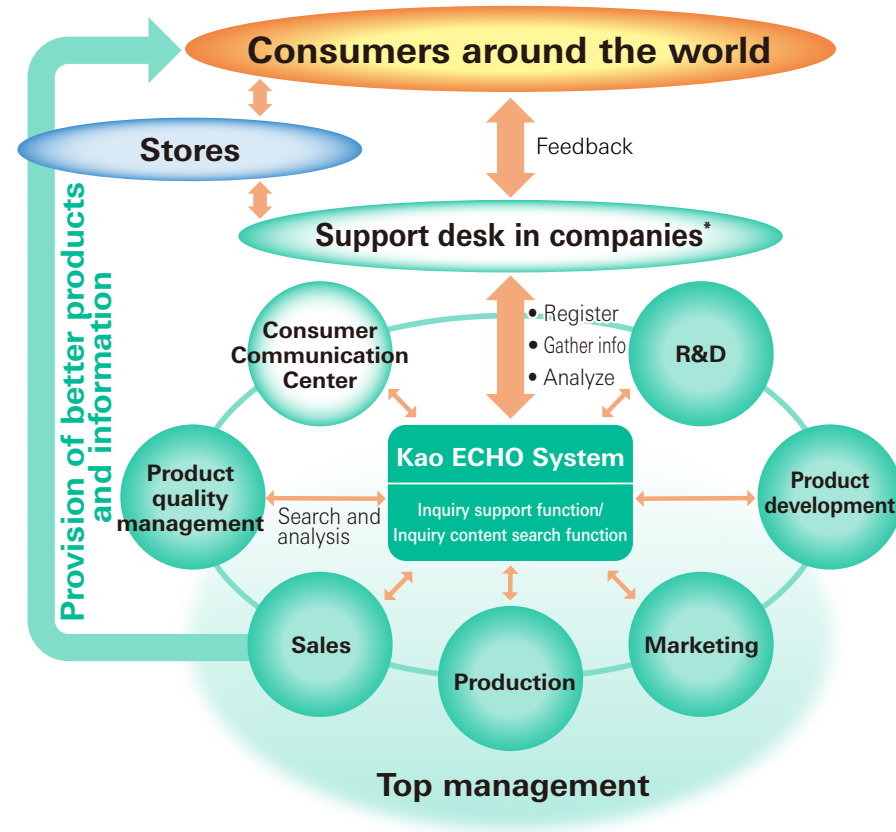 Consumers around the world
Stores
Feedback
Support desk in companies*
Provision of better products
and information
• Register
• Gather info
• Analyze
Consumer
Communication
Center
R&D
Kao ECHO System
Inquiry support function/
Inquiry content search function
Product
quality
management
Search and
analysis
Product
development
Sales
Production
Marketing
Top management